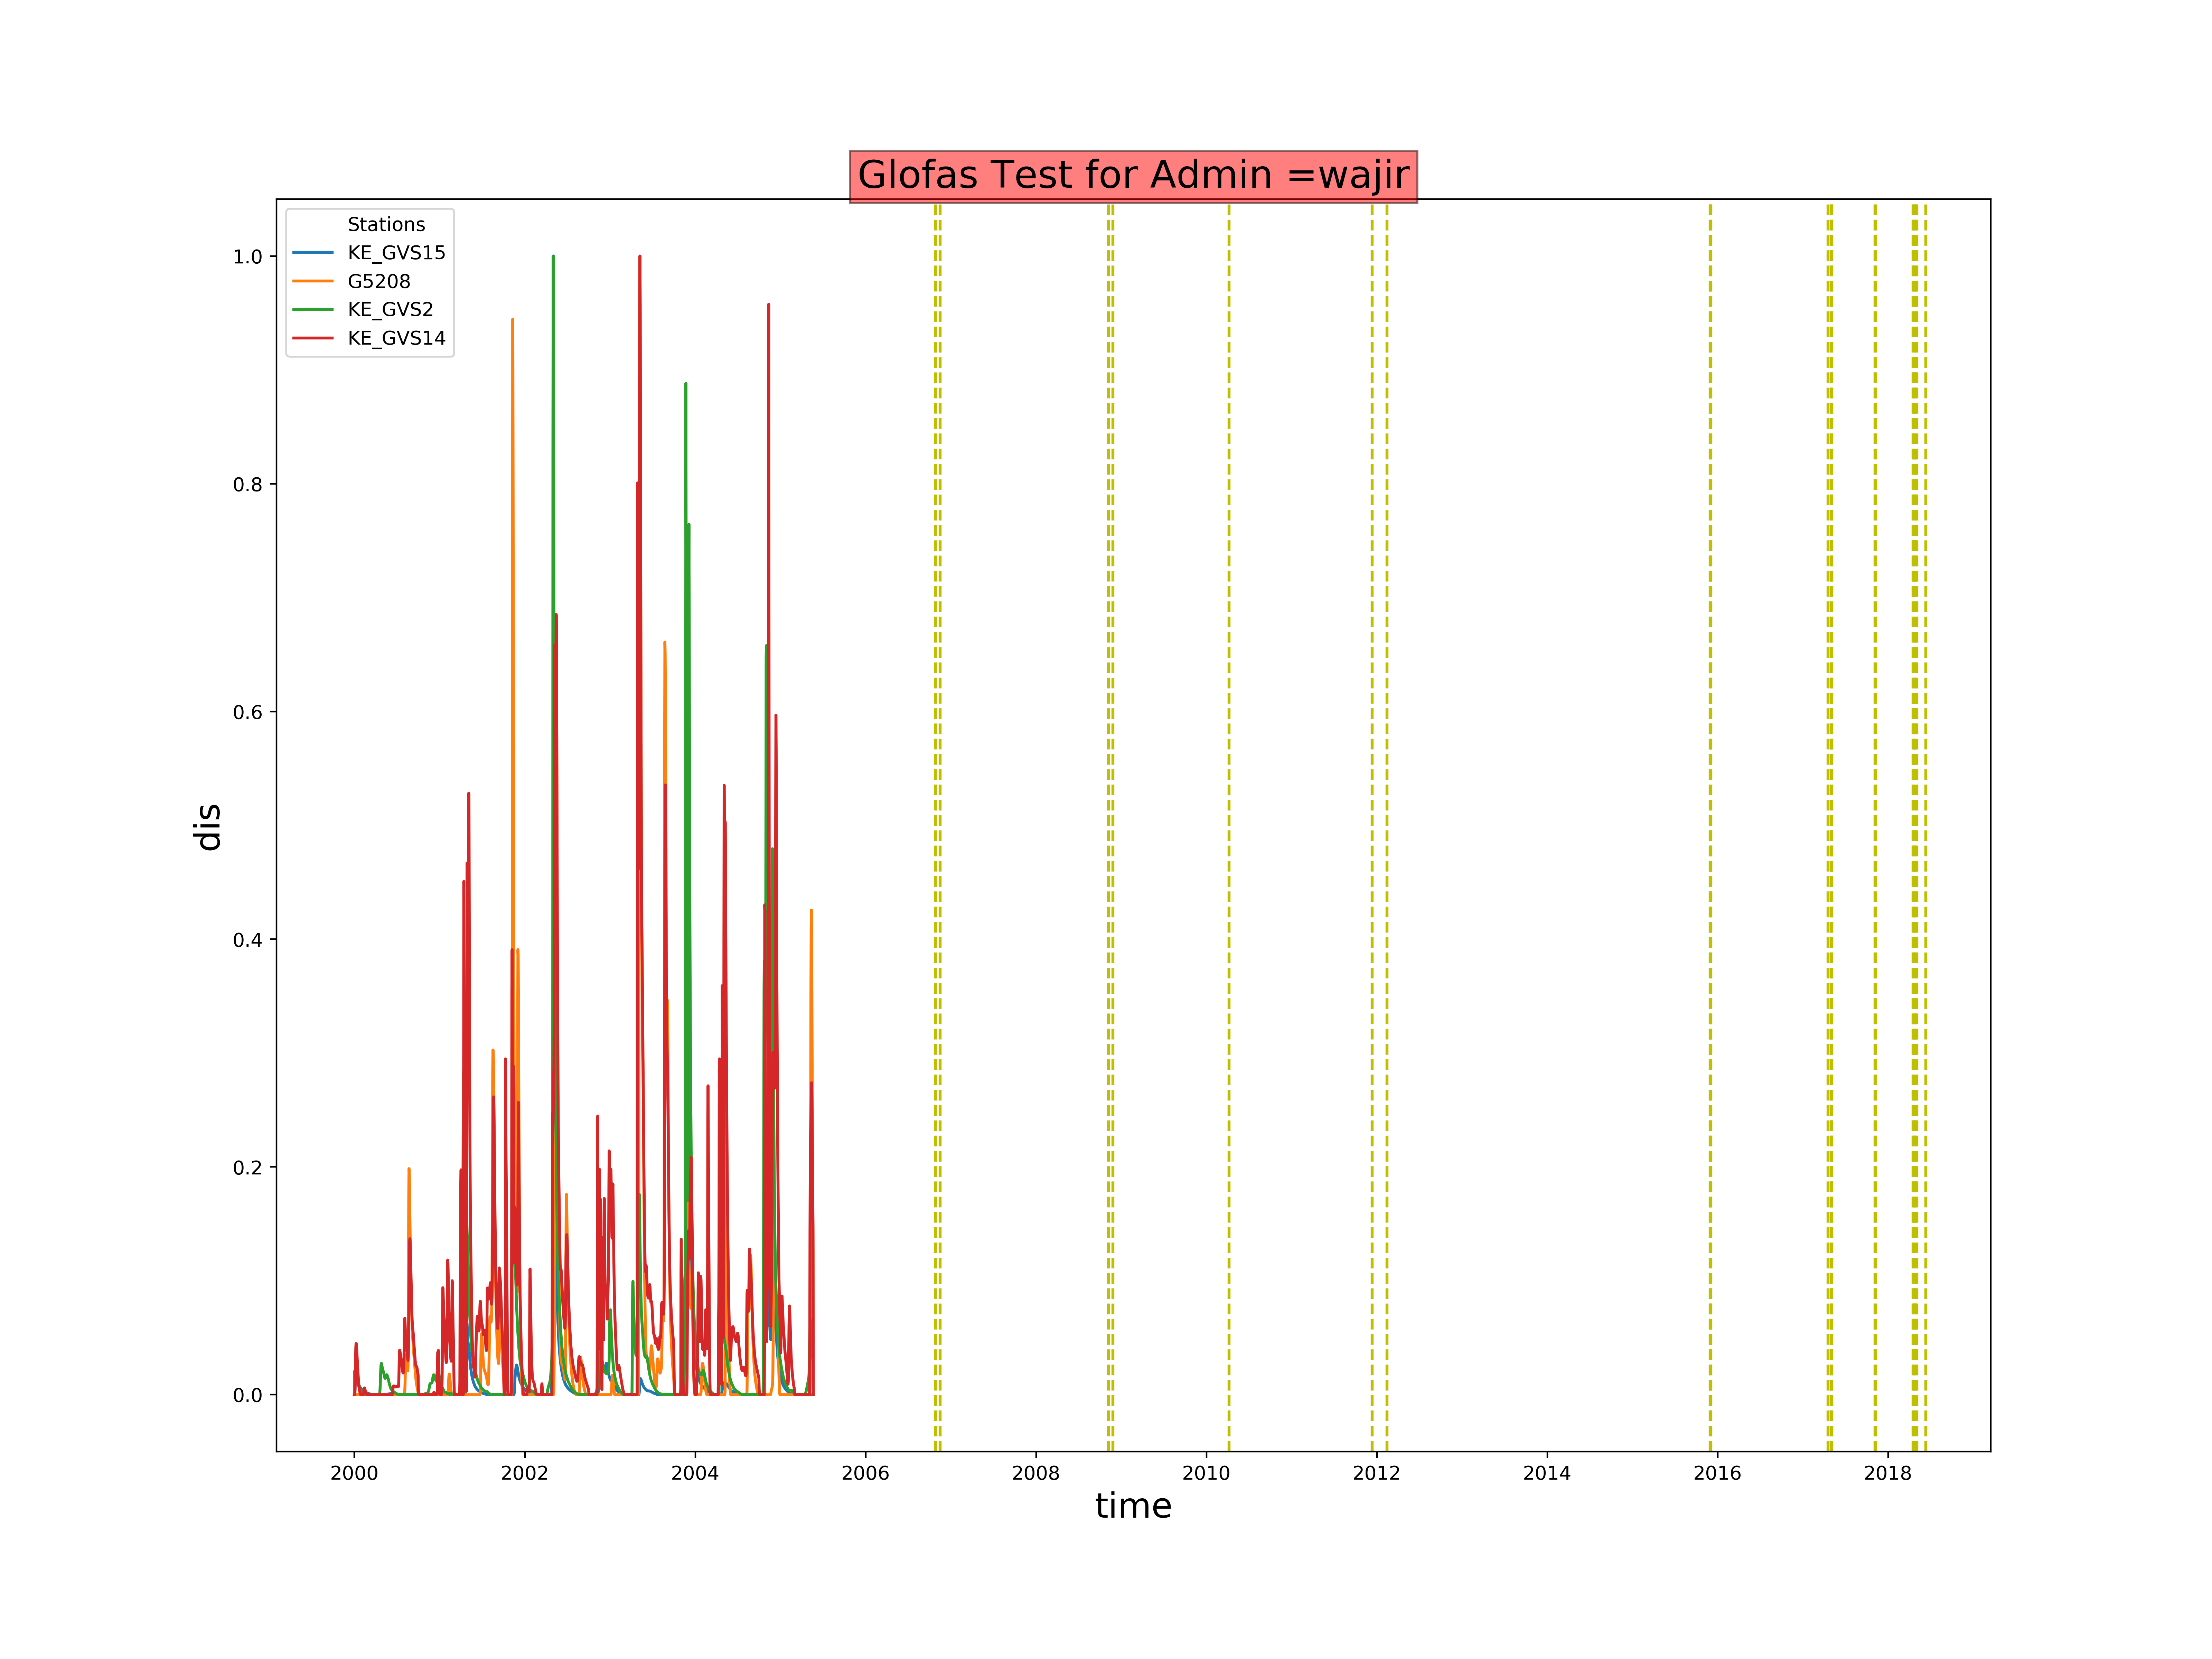 Glofas Test for Admin =wajir
Stations
KE_GVS15
G5208
KE_GVS2
KE_GVS14
1.0
0.8
0.6
0.4
0.2
0.0
dis
2000 2002 2004 2006 2008 2010 2012 2014 2016 2018
time